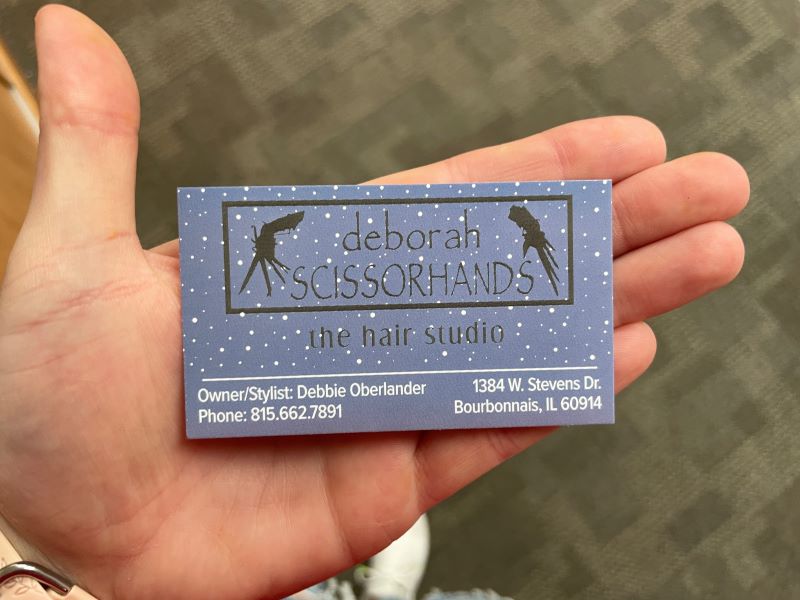 deborah
SCISSORHANDS
the hair studio
Owner/Stylist: Debbie Oberlander
Phone: 815.662.7891
1384 W. Stevens Dr.
Bourbonnais, IL 60914